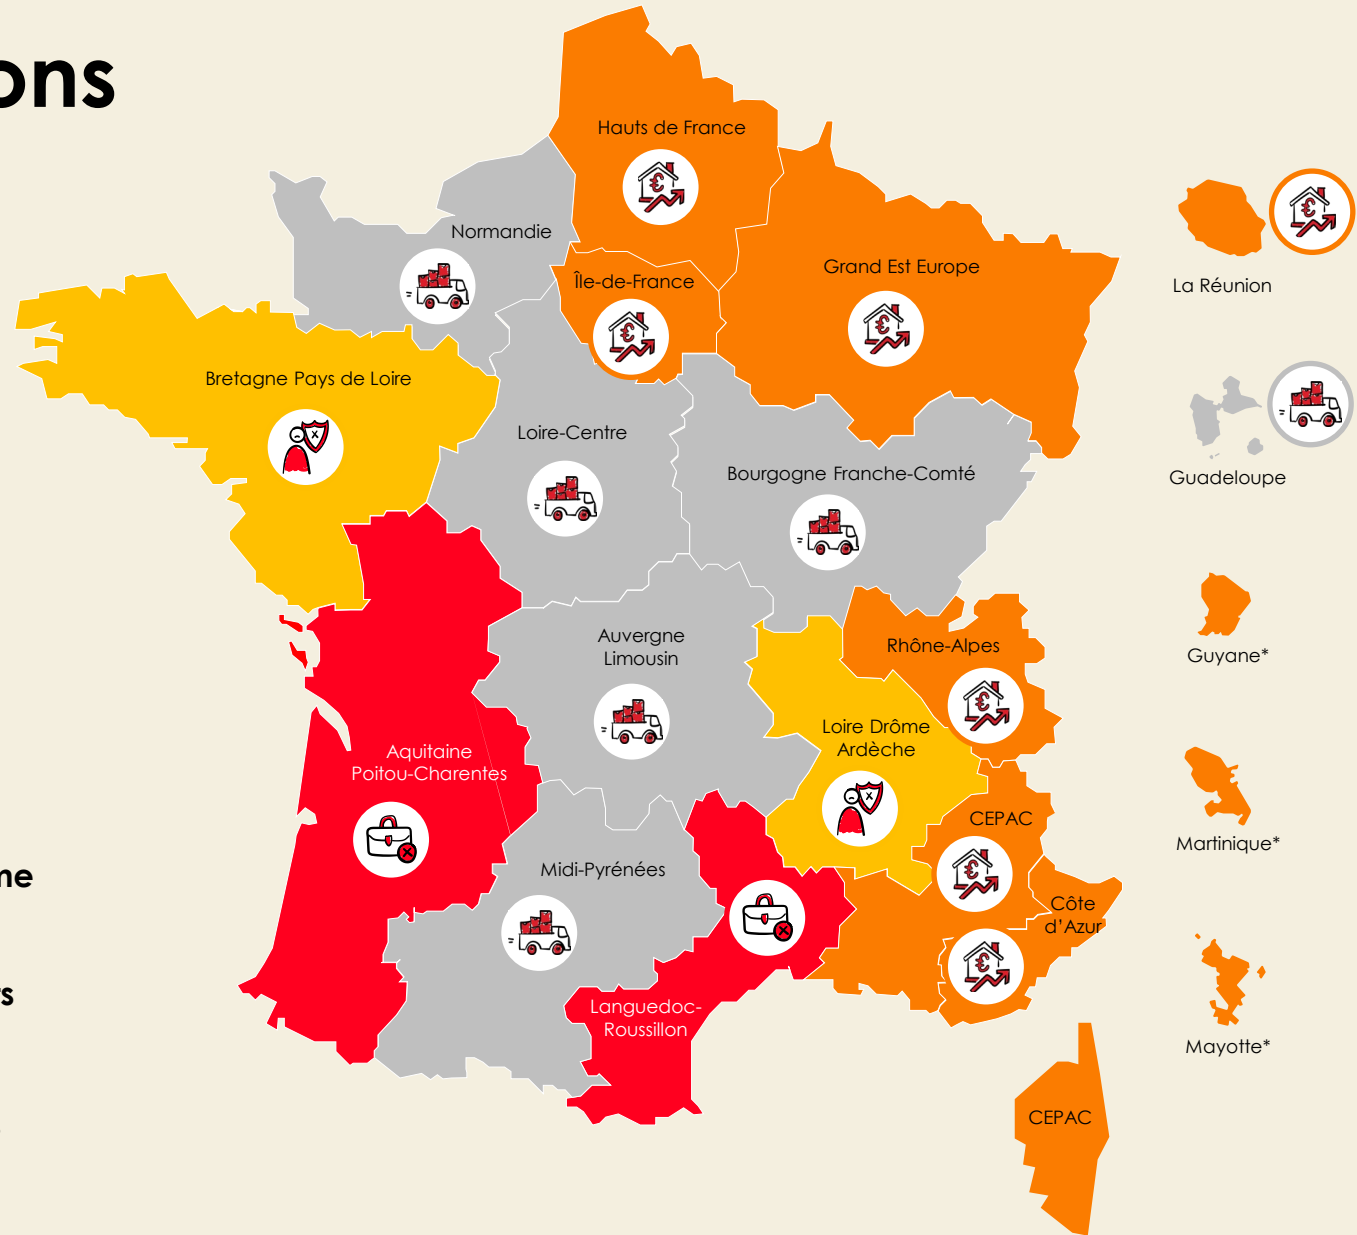 ons
Hauts de France
Normandie
Île-de-France
Grand Est Europe
La Réunion
Bretagne Pays de Loire
Loire-Centre
Bourgogne Franche-Comté
Guadeloupe
Auvergne
Limousin
Rhône-Alpes
Guyane*
Loire Drôme
Ardèche
Aquitaine
Poitou-Charentes
CEPAC
Martinique*
Midi-Pyrénées
me
Côte
d'Azur
s
Languedoc-
Roussillon
Mayotte*
CEPAC